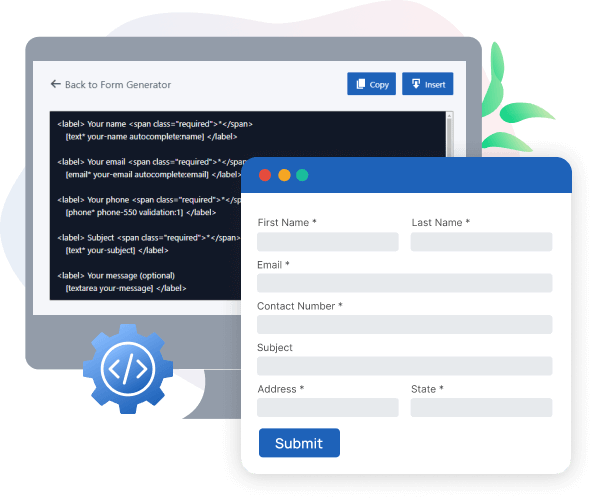 ← Back to Form Generator
Copy
Insert
<label> Your name <span class="required">*</span>
[text* your-name autocomplete:name] </label>
<label> Your email <span class="required">*</span>
[email* your-email autocomplete:email] </label>
<label> Your phone <span class="required">*</sp
[phone* phone-550 validation:1] </label>
<label> Subject <span class="required">*</span>
[text* your-subject] </label>
<label> Your message (optional)
[textarea your-message] </label>
First Name *
Last Name *
Email *
Contact Number *
Subject
Address *
State *
Submit